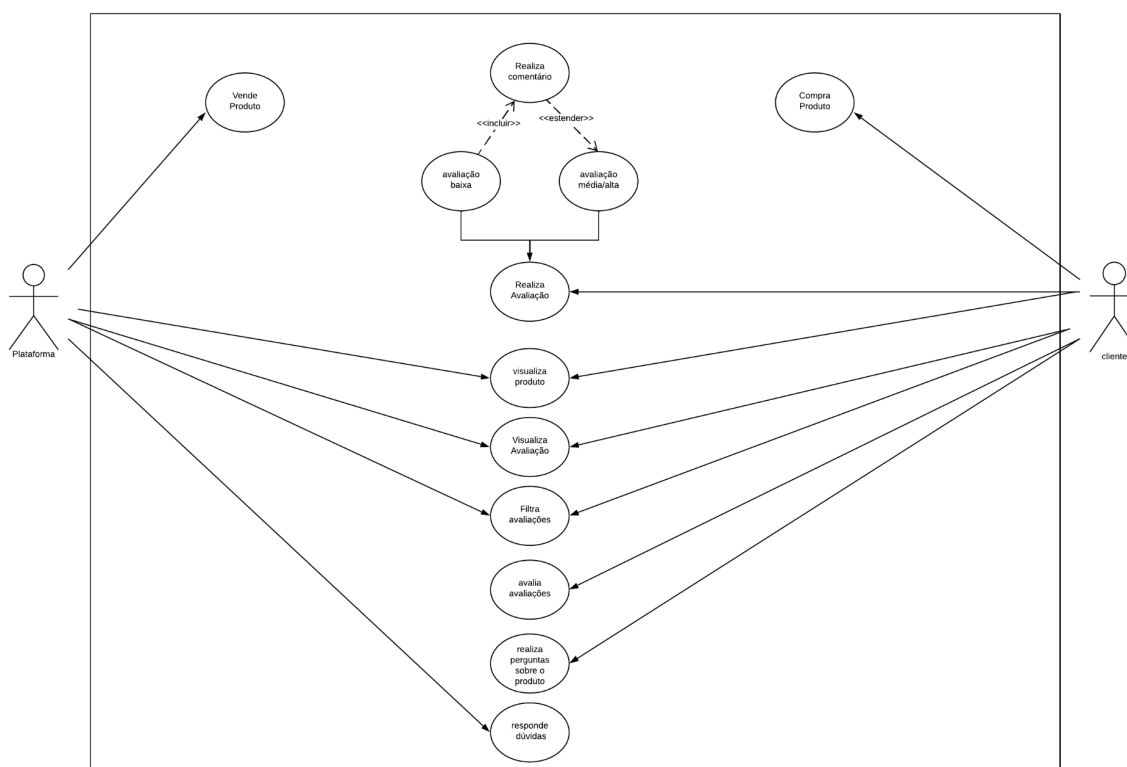 Realiza
comentário
Vende
Produto
Compra
Produto
<<incluir>>
<<estender>>
avaliação
baixa
avaliação
média/alta
Realiza
Avaliação
Plataforma
cliente
visualiza
produto
Visualiza
Avaliação
Filtra
avaliações
avalia
avaliações
realiza
perguntas
sobre o
produto
responde
dúvidas